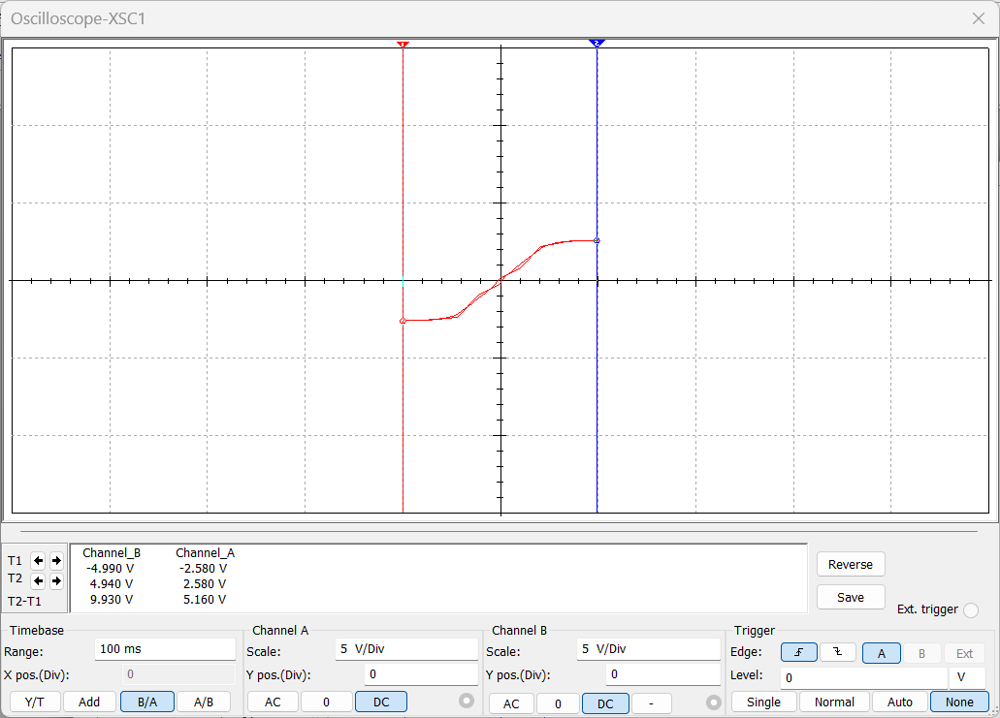 Oscilloscope-XSC1
1 2
Channel_B Channel_A
T1 -4.990 V -2.580 V
T2 4.940 V 2.580 V
T2-T1 9.930 V 5.160 V
Reverse
Save
Ext. trigger
Timebase
Range: 100 ms
X pos.(Div): 0
Y/T Add B/A A/B
Channel A
Scale: 5 V/Div
Y pos.(Div): 0
AC 0 DC
Channel B
Scale: 5 V/Div
Y pos.(Div): 0
AC 0 DC -
Trigger
Edge: A B Ext
Level: 0 V
Single Normal Auto None